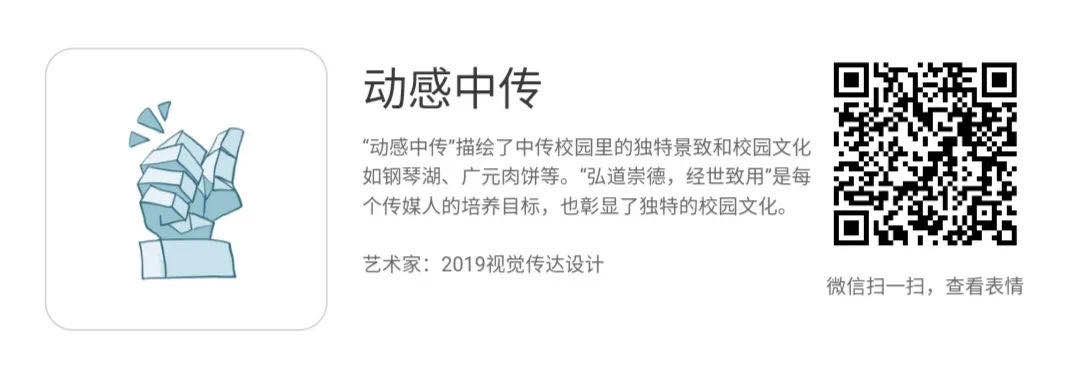 动感中传
“动感中传”描绘了中传校园里的独特景致和校园文化
如钢琴湖、广元肉饼等。“弘道崇德，经世致用”是每
个传媒人的培养目标，也彰显了独特的校园文化。
艺术家：2019视觉传达设计
微信扫一扫，查看表情